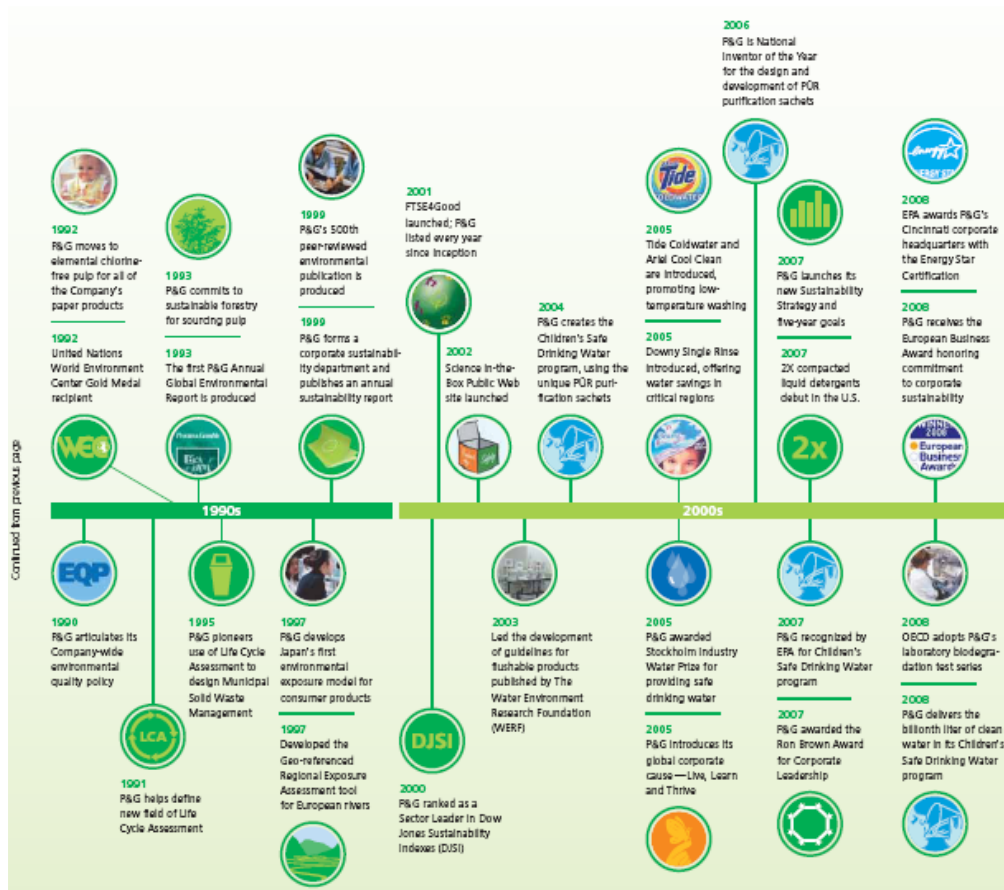 2006
P&G is National
Inventor of the Year
for the design and
development of PŪR
purification sachets
1992
P&G moves to
elemental chlorine-
free pulp for all of
the Company's
paper products
1992
United Nations
World Environment
Center Gold Medal
recipient
WEC
1993
P&G commits to
sustainable forestry
for sourcing pulp
1993
The first P&G Annual
Global Environmental
Report is produced
1999
P&G's 500th
peer-reviewed
environmental
publication is
produced
1999
P&G forms a
corporate sustainabil-
ity department and
publishes an annual
sustainability report
2001
FTSE4Good
launched; P&G
listed every year
since inception
2002
Science in-the-
Box Public Web
site launched
2004
P&G creates the
Children's Safe
Drinking Water
program, using the
unique PŪR puri-
fication sachets
Tide
COLDWATER
2005
Tide Coldwater and
Ariel Cool Clean
are introduced,
promoting low-
temperature washing
2005
Downy Single Rinse
introduced, offering
water savings in
critical regions
2007
P&G launches its
new Sustainability
Strategy and
five-year goals
2007
2X compacted
liquid detergents
debut in the U.S.
2x
energy
ENERGY STAR
2008
EPA awards P&G's
Cincinnati corporate
headquarters with
the Energy Star
Certification
2008
P&G receives the
European Business
Award honoring
commitment
to corporate
sustainability
WINNER
2008
European
Business
Awards
Continued from previous page
1990s
2000s
EQP
1990
P&G articulates its
Company-wide
environmental
quality policy
LCA
1991
P&G helps define
new field of Life
Cycle Assessment
1995
P&G pioneers
use of Life Cycle
Assessment to
design Municipal
Solid Waste
Management
1997
P&G develops
Japan's first
environmental
exposure model for
consumer products
1997
Developed the
Geo-referenced
Regional Exposure
Assessment tool
for European rivers
DJSI
2000
P&G ranked as a
Sector Leader in Dow
Jones Sustainability
Indexes (DJSI)
2003
Led the development
of guidelines for
flushable products
published by The
Water Environment
Research Foundation
(WERF)
2005
P&G awarded
Stockholm Industry
Water Prize for
providing safe
drinking water
2005
P&G introduces its
global corporate
cause—Live, Learn
and Thrive
2007
P&G recognized by
EPA for Children's
Safe Drinking Water
program
2007
P&G awarded the
Ron Brown Award
for Corporate
Leadership
2008
OECD adopts P&G's
laboratory biodegra-
dation test series
2008
P&G delivers the
billionth liter of clean
water in its Children's
Safe Drinking Water
program